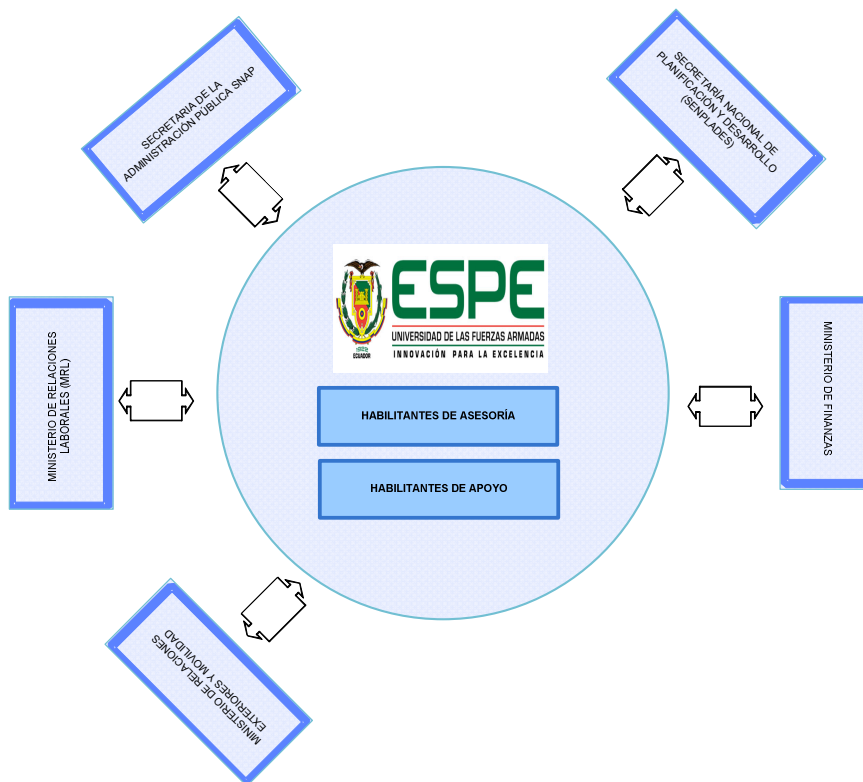 SECRETARIA DE LA
ADMINISTRACIÓN PÚBLICA SNAP
SECRETARÍA NACIONAL DE
PLANIFICACIÓN Y DESARROLLO
(SENPLADES)
ESPE
UNIVERSIDAD DE LAS FUERZAS ARMADAS
INNOVACIÓN PARA LA EXCELENCIA
1922
ECUADOR
MINISTERIO DE RELACIONES
LABORALES (MRL)
HABILITANTES DE ASESORÍA
HABILITANTES DE APOYO
MINISTERIO DE FINANZAS
MINISTERIO DE RELACIONES
EXTERIORES Y MOVILIDAD